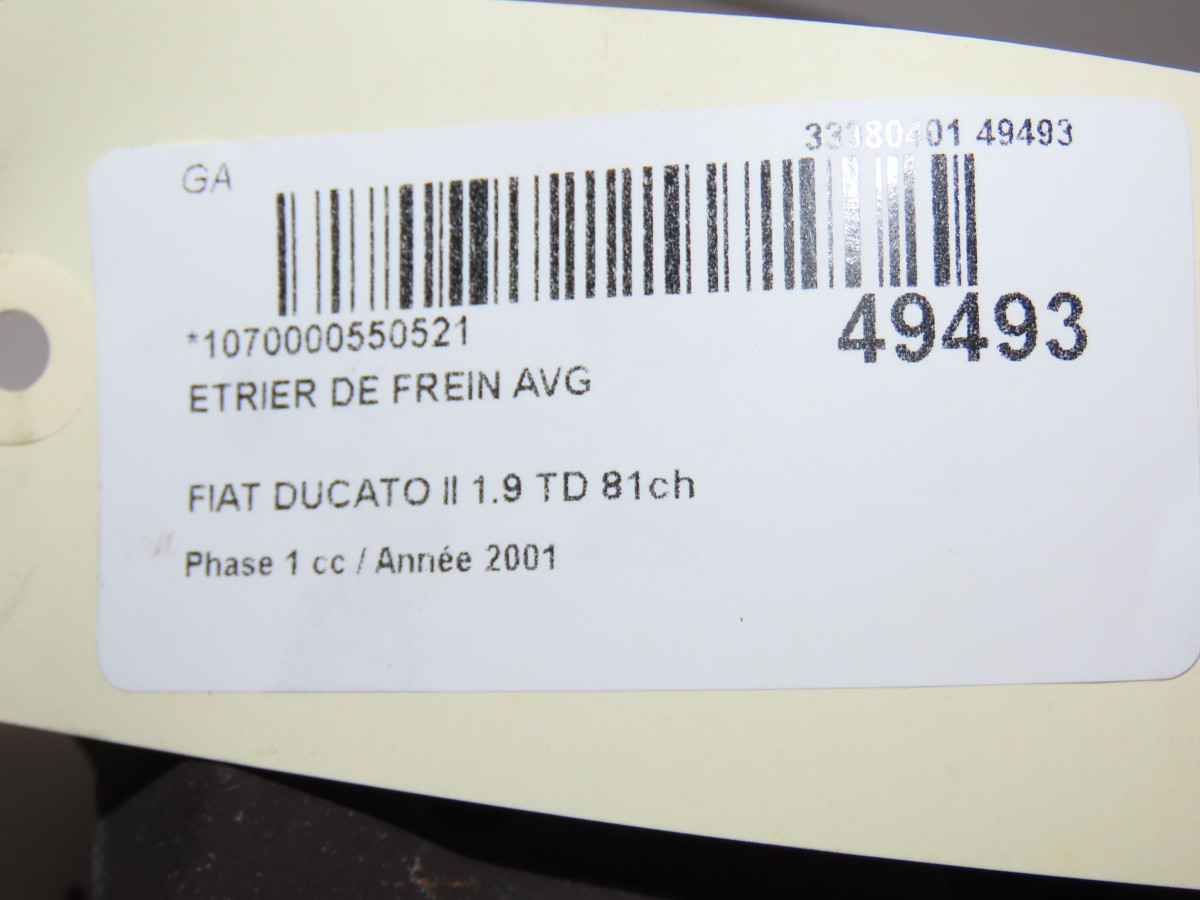 GA
33380401 49493
49493
*1070000550521
ETRIER DE FREIN AVG
FIAT DUCATO II 1.9 TD 81ch
Phase 1 cc / Année 2001